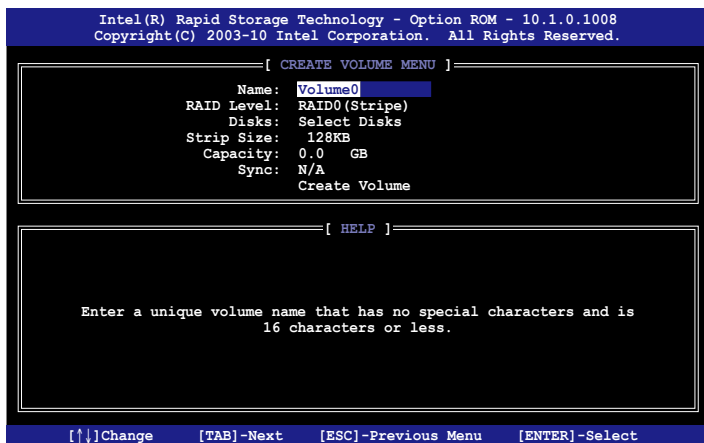 Intel(R) Rapid Storage Technology - Option ROM - 10.1.0.1008
Copyright(C) 2003-10 Intel Corporation. All Rights Reserved.
[ CREATE VOLUME MENU ]
Name: Volume0
RAID Level: RAID0(Stripe)
Disks: Select Disks
Strip Size: 128KB
Capacity: 0.0 GB
Sync: N/A
Create Volume
[ HELP ]
Enter a unique volume name that has no special characters and is
16 characters or less.
[↑↓]Change [TAB]-Next [ESC]-Previous Menu [ENTER]-Select